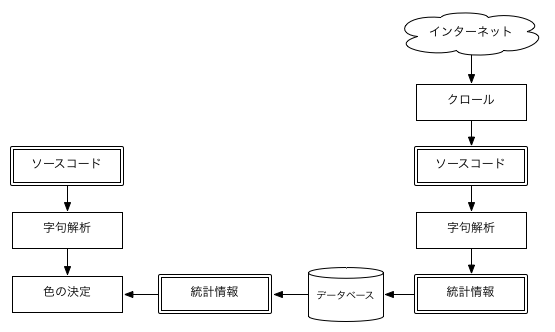 インターネット
クロール
ソースコード
ソースコード
字句解析
字句解析
色の決定
統計情報
データベース
統計情報